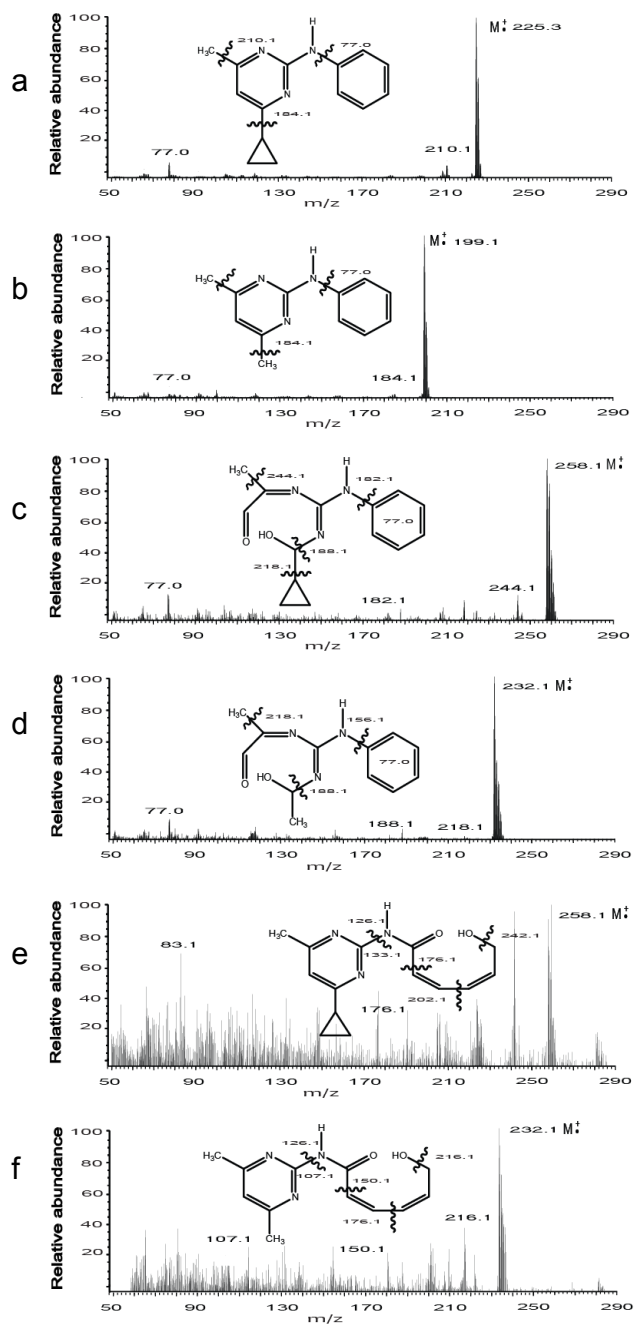 a
Relative abundance
100
80
60
40
20
H
H₃C
210.1
N
N
77.0
N
184.1
M⁺• 225.3
77.0
210.1
50 90 130 170 210 250 290
m/z
b
Relative abundance
100
80
60
40
20
H
H₃C
N
N
77.0
N
184.1
CH₃
M⁺• 199.1
77.0
184.1
50 90 130 170 210 250 290
m/z
c
Relative abundance
100
80
60
40
20
H₃C
H
244.1
N
N
182.1
O
HO
N
77.0
188.1
218.1
258.1 M⁺•
77.0
182.1
244.1
50 90 130 170 210 250 290
m/z
d
Relative abundance
100
80
60
40
20
H₃C
H
218.1
N
N
156.1
O
HO
N
77.0
188.1
CH₃
232.1 M⁺•
77.0
188.1
218.1
50 90 130 170 210 250 290
m/z
e
Relative abundance
100
80
60
40
20
H
126.1
H₃C
N
N
O
HO
242.1
133.1
176.1
N
202.1
258.1 M⁺•
83.1
176.1
50 90 130 170 210 250 290
m/z
f
Relative abundance
100
80
60
40
20
H
126.1
H₃C
N
N
O
HO
216.1
107.1
150.1
N
176.1
CH₃
232.1 M⁺•
107.1
150.1
216.1
50 90 130 170 210 250 290
m/z